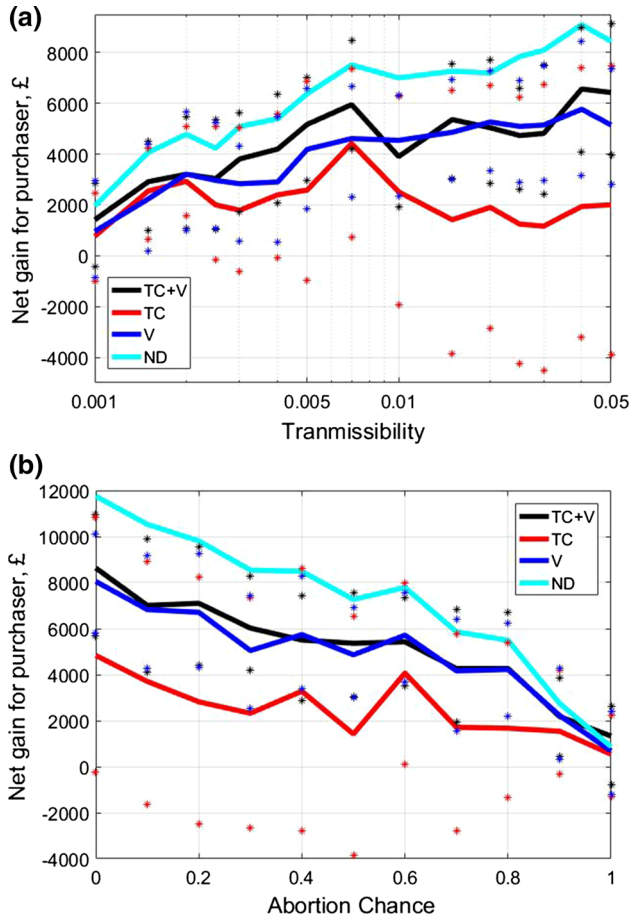 (a)
Net gain for purchaser, £
8000
6000
4000
2000
0
-2000
-4000
TC+V
TC
V
ND
0.001
0.005
0.01
0.05
Tranmissibility
(b)
Net gain for purchaser, £
12000
10000
8000
6000
4000
2000
0
-2000
-4000
TC+V
TC
V
ND
0
0.2
0.4
0.6
0.8
1
Abortion Chance